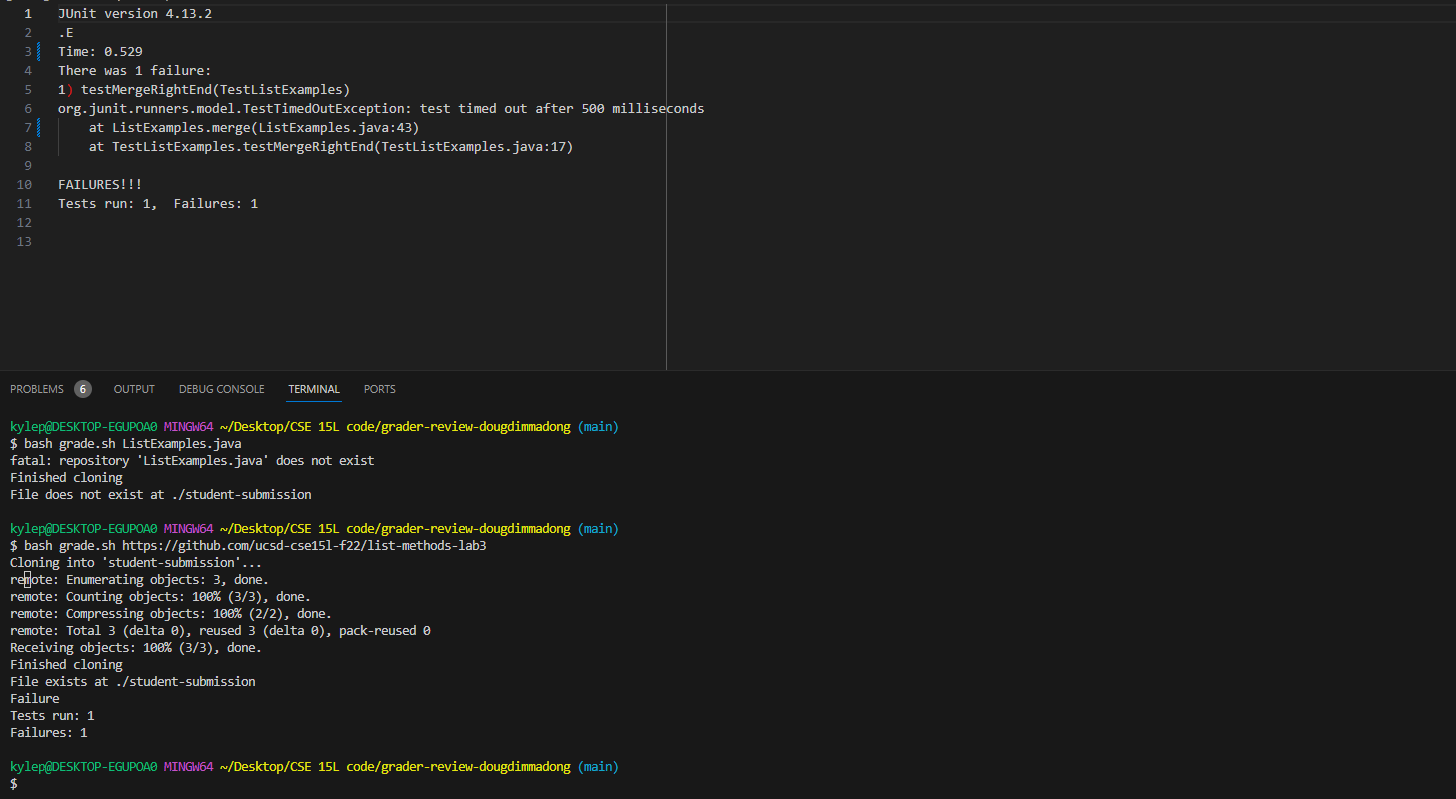 1 JUnit version 4.13.2
2 .E
3 Time: 0.529
4 There was 1 failure:
5 1) testMergeRightEnd(TestListExamples)
6 org.junit.runners.model.TestTimedOutException: test timed out after 500 milliseconds
7     at ListExamples.merge(ListExamples.java:43)
8     at TestListExamples.testMergeRightEnd(TestListExamples.java:17)
9
10 FAILURES!!!
11 Tests run: 1,  Failures: 1
12
13
PROBLEMS 6 OUTPUT DEBUG CONSOLE TERMINAL PORTS
kylep@DESKTOP-EGUPOA0 MINGW64 ~/Desktop/CSE 15L code/grader-review-dougdimmadong (main)
$ bash grade.sh ListExamples.java
fatal: repository 'ListExamples.java' does not exist
Finished cloning
File does not exist at ./student-submission
kylep@DESKTOP-EGUPOA0 MINGW64 ~/Desktop/CSE 15L code/grader-review-dougdimmadong (main)
$ bash grade.sh https://github.com/ucsd-cse15l-f22/list-methods-lab3
Cloning into 'student-submission'...
remote: Enumerating objects: 3, done.
remote: Counting objects: 100% (3/3), done.
remote: Compressing objects: 100% (2/2), done.
remote: Total 3 (delta 0), reused 3 (delta 0), pack-reused 0
Receiving objects: 100% (3/3), done.
Finished cloning
File exists at ./student-submission
Failure
Tests run: 1
Failures: 1
kylep@DESKTOP-EGUPOA0 MINGW64 ~/Desktop/CSE 15L code/grader-review-dougdimmadong (main)
$